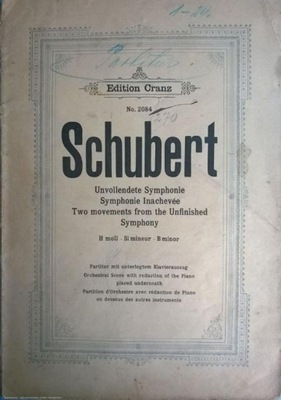 Edition Cranz
No. 2084
270
Schubert
Unvollendete Symphonie
Symphonie Inachevée
Two movements from the Unfinished
Symphony
H moll - Si mineur - B minor
Partitur mit unterlegtem Klavierauszug
Orchestral Score with reduction of the Piano
placed underneath
Partition d'Orchestre avec réduction de Piano
en dessous des autres instruments